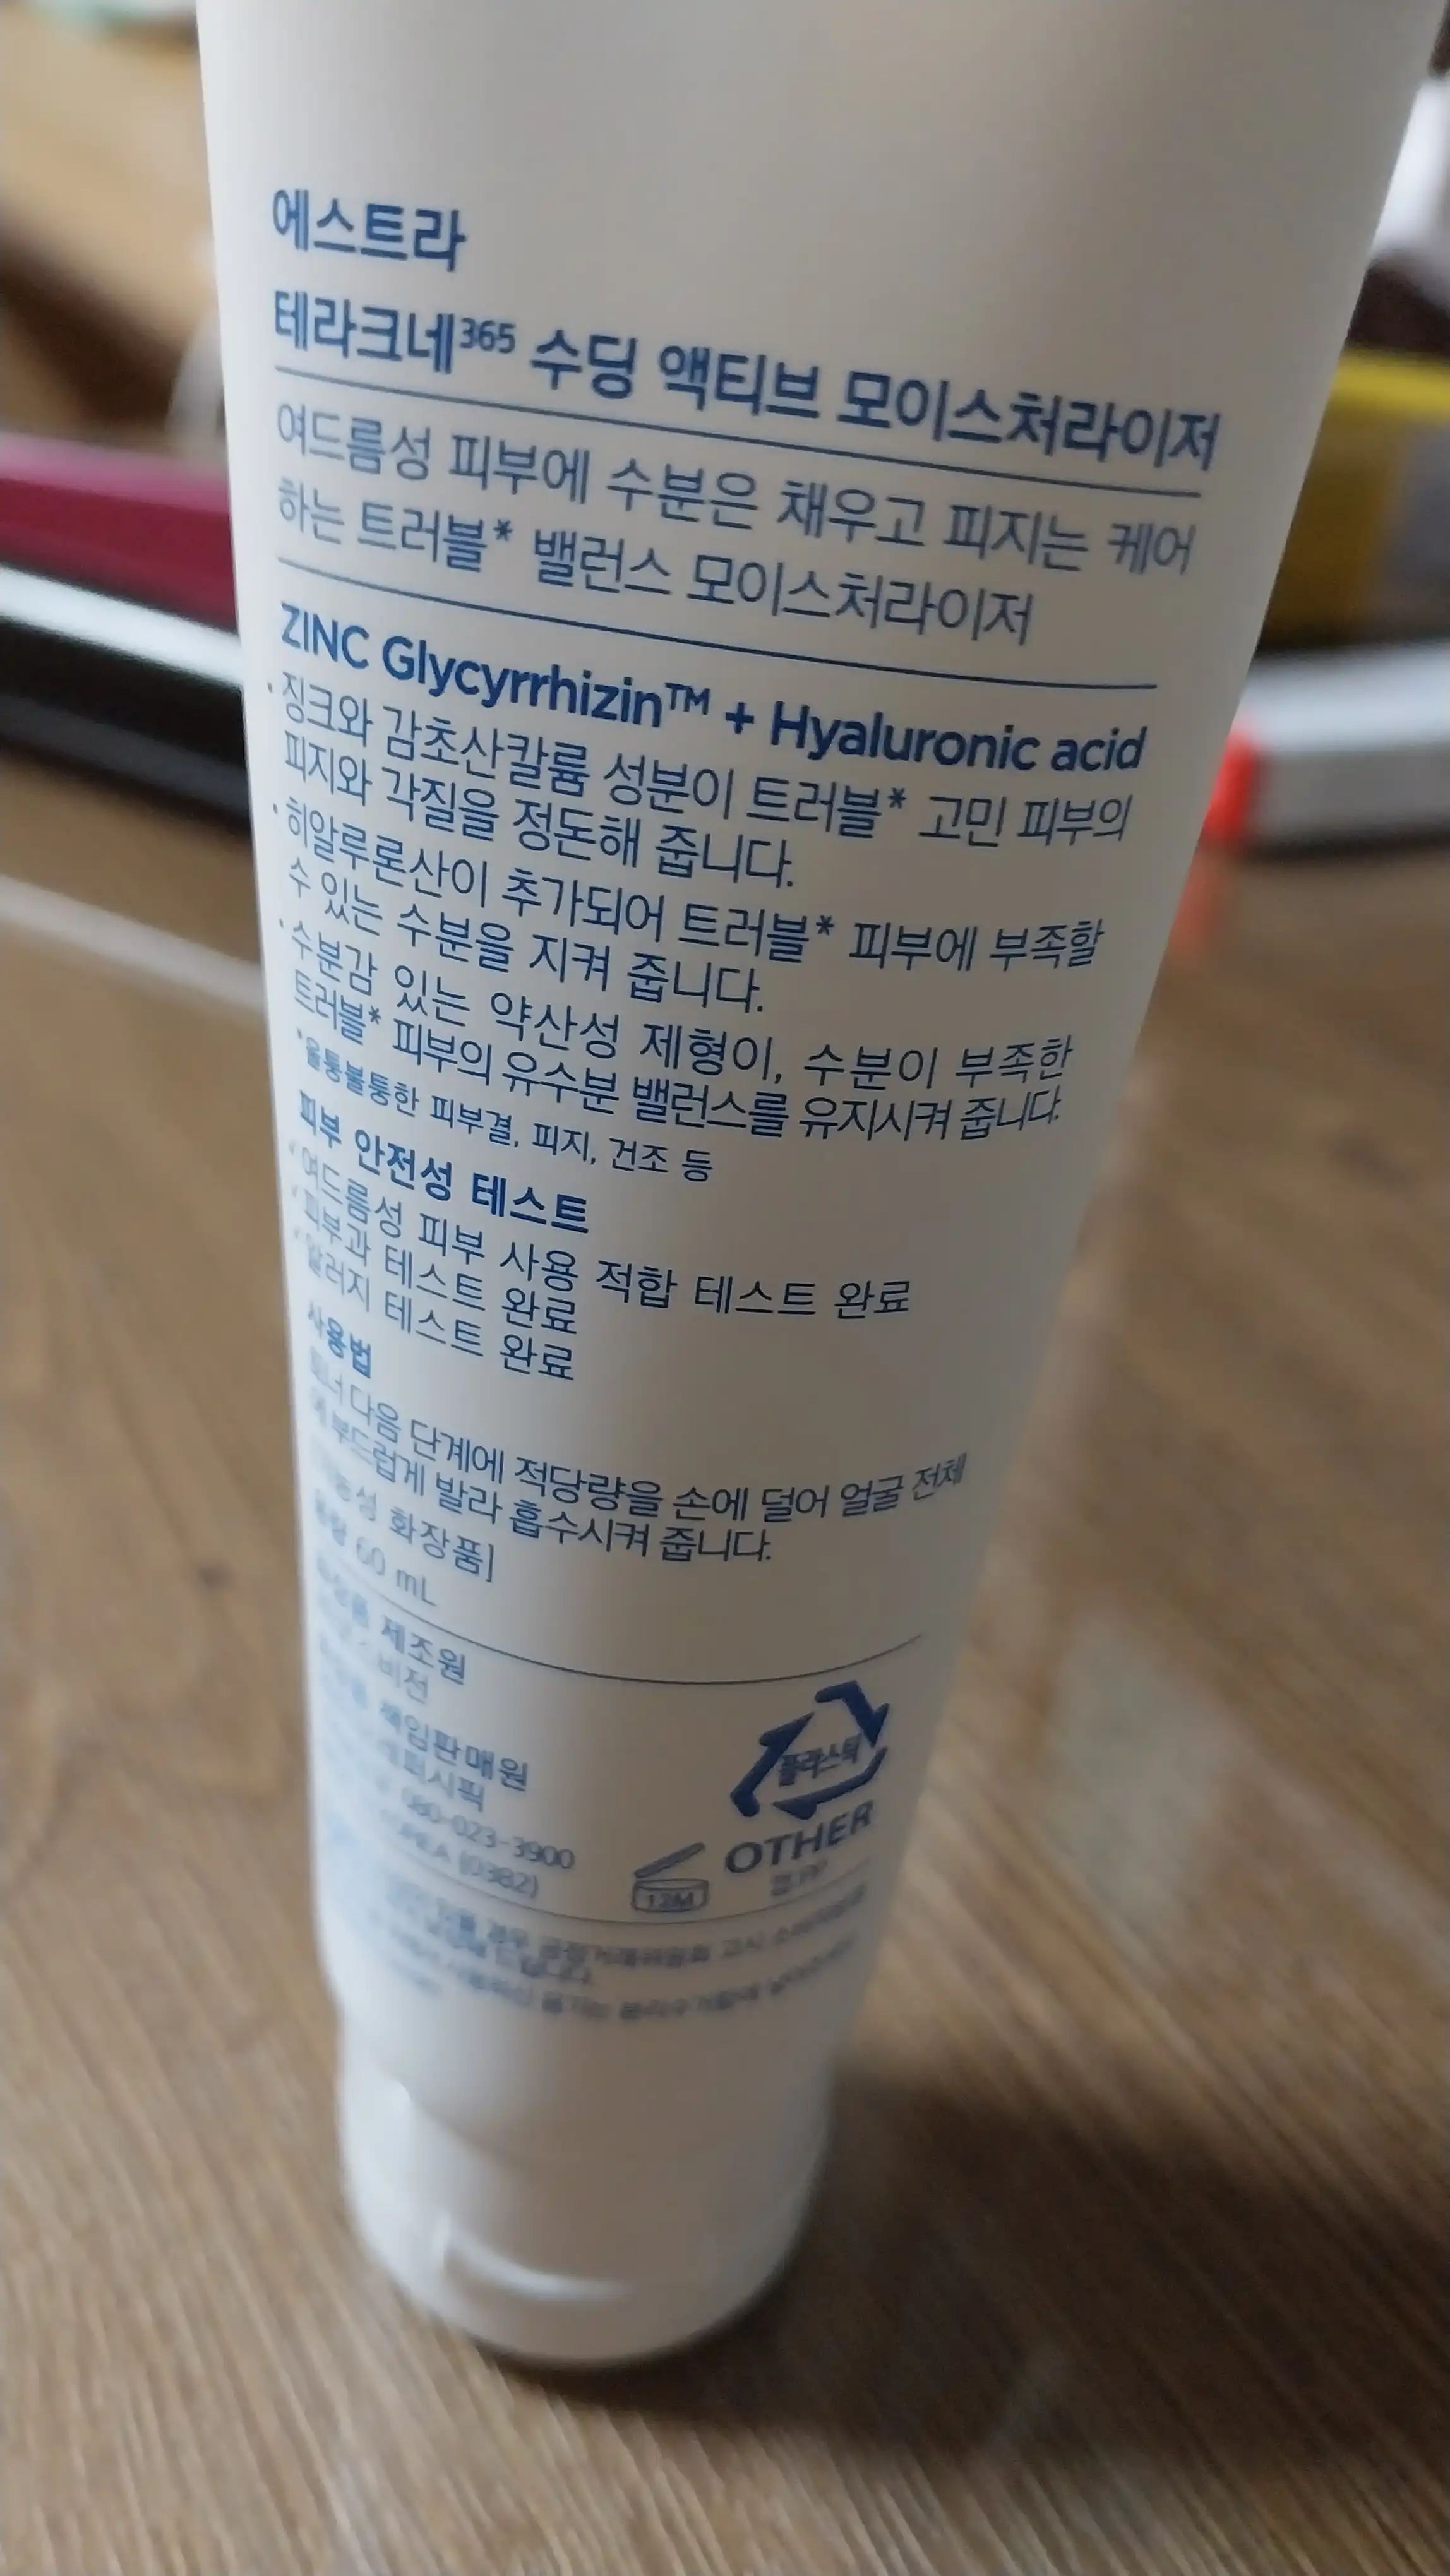 에스트라
테라크네365 수딩 액티브 모이스처라이저
여드름성 피부에 수분은 채우고 피지는 케어
하는 트러블* 밸런스 모이스처라이저
ZINC Glycyrrhizin™ + Hyaluronic acid
· 징크와 감초산칼륨 성분이 트러블* 고민 피부의
피지와 각질을 정돈해 줍니다.
· 히알루론산이 추가되어 트러블* 피부에 부족할
수 있는 수분을 지켜 줍니다.
· 수분감 있는 약산성 제형이, 수분이 부족한
트러블* 피부의 유수분 밸런스를 유지시켜 줍니다.
*울퉁불퉁한 피부결, 피지, 건조 등
피부 안전성 테스트
✓여드름성 피부 사용 적합 테스트 완료
✓피부과 테스트 완료
✓알러지 테스트 완료
사용법
토너 다음 단계에 적당량을 손에 덜어 얼굴 전체
에 부드럽게 발라 흡수시켜 줍니다.
화장품]
용량 60 mL
제조원
책임판매원
080-023-3900
(0382)
플라스틱
OTHER
12M